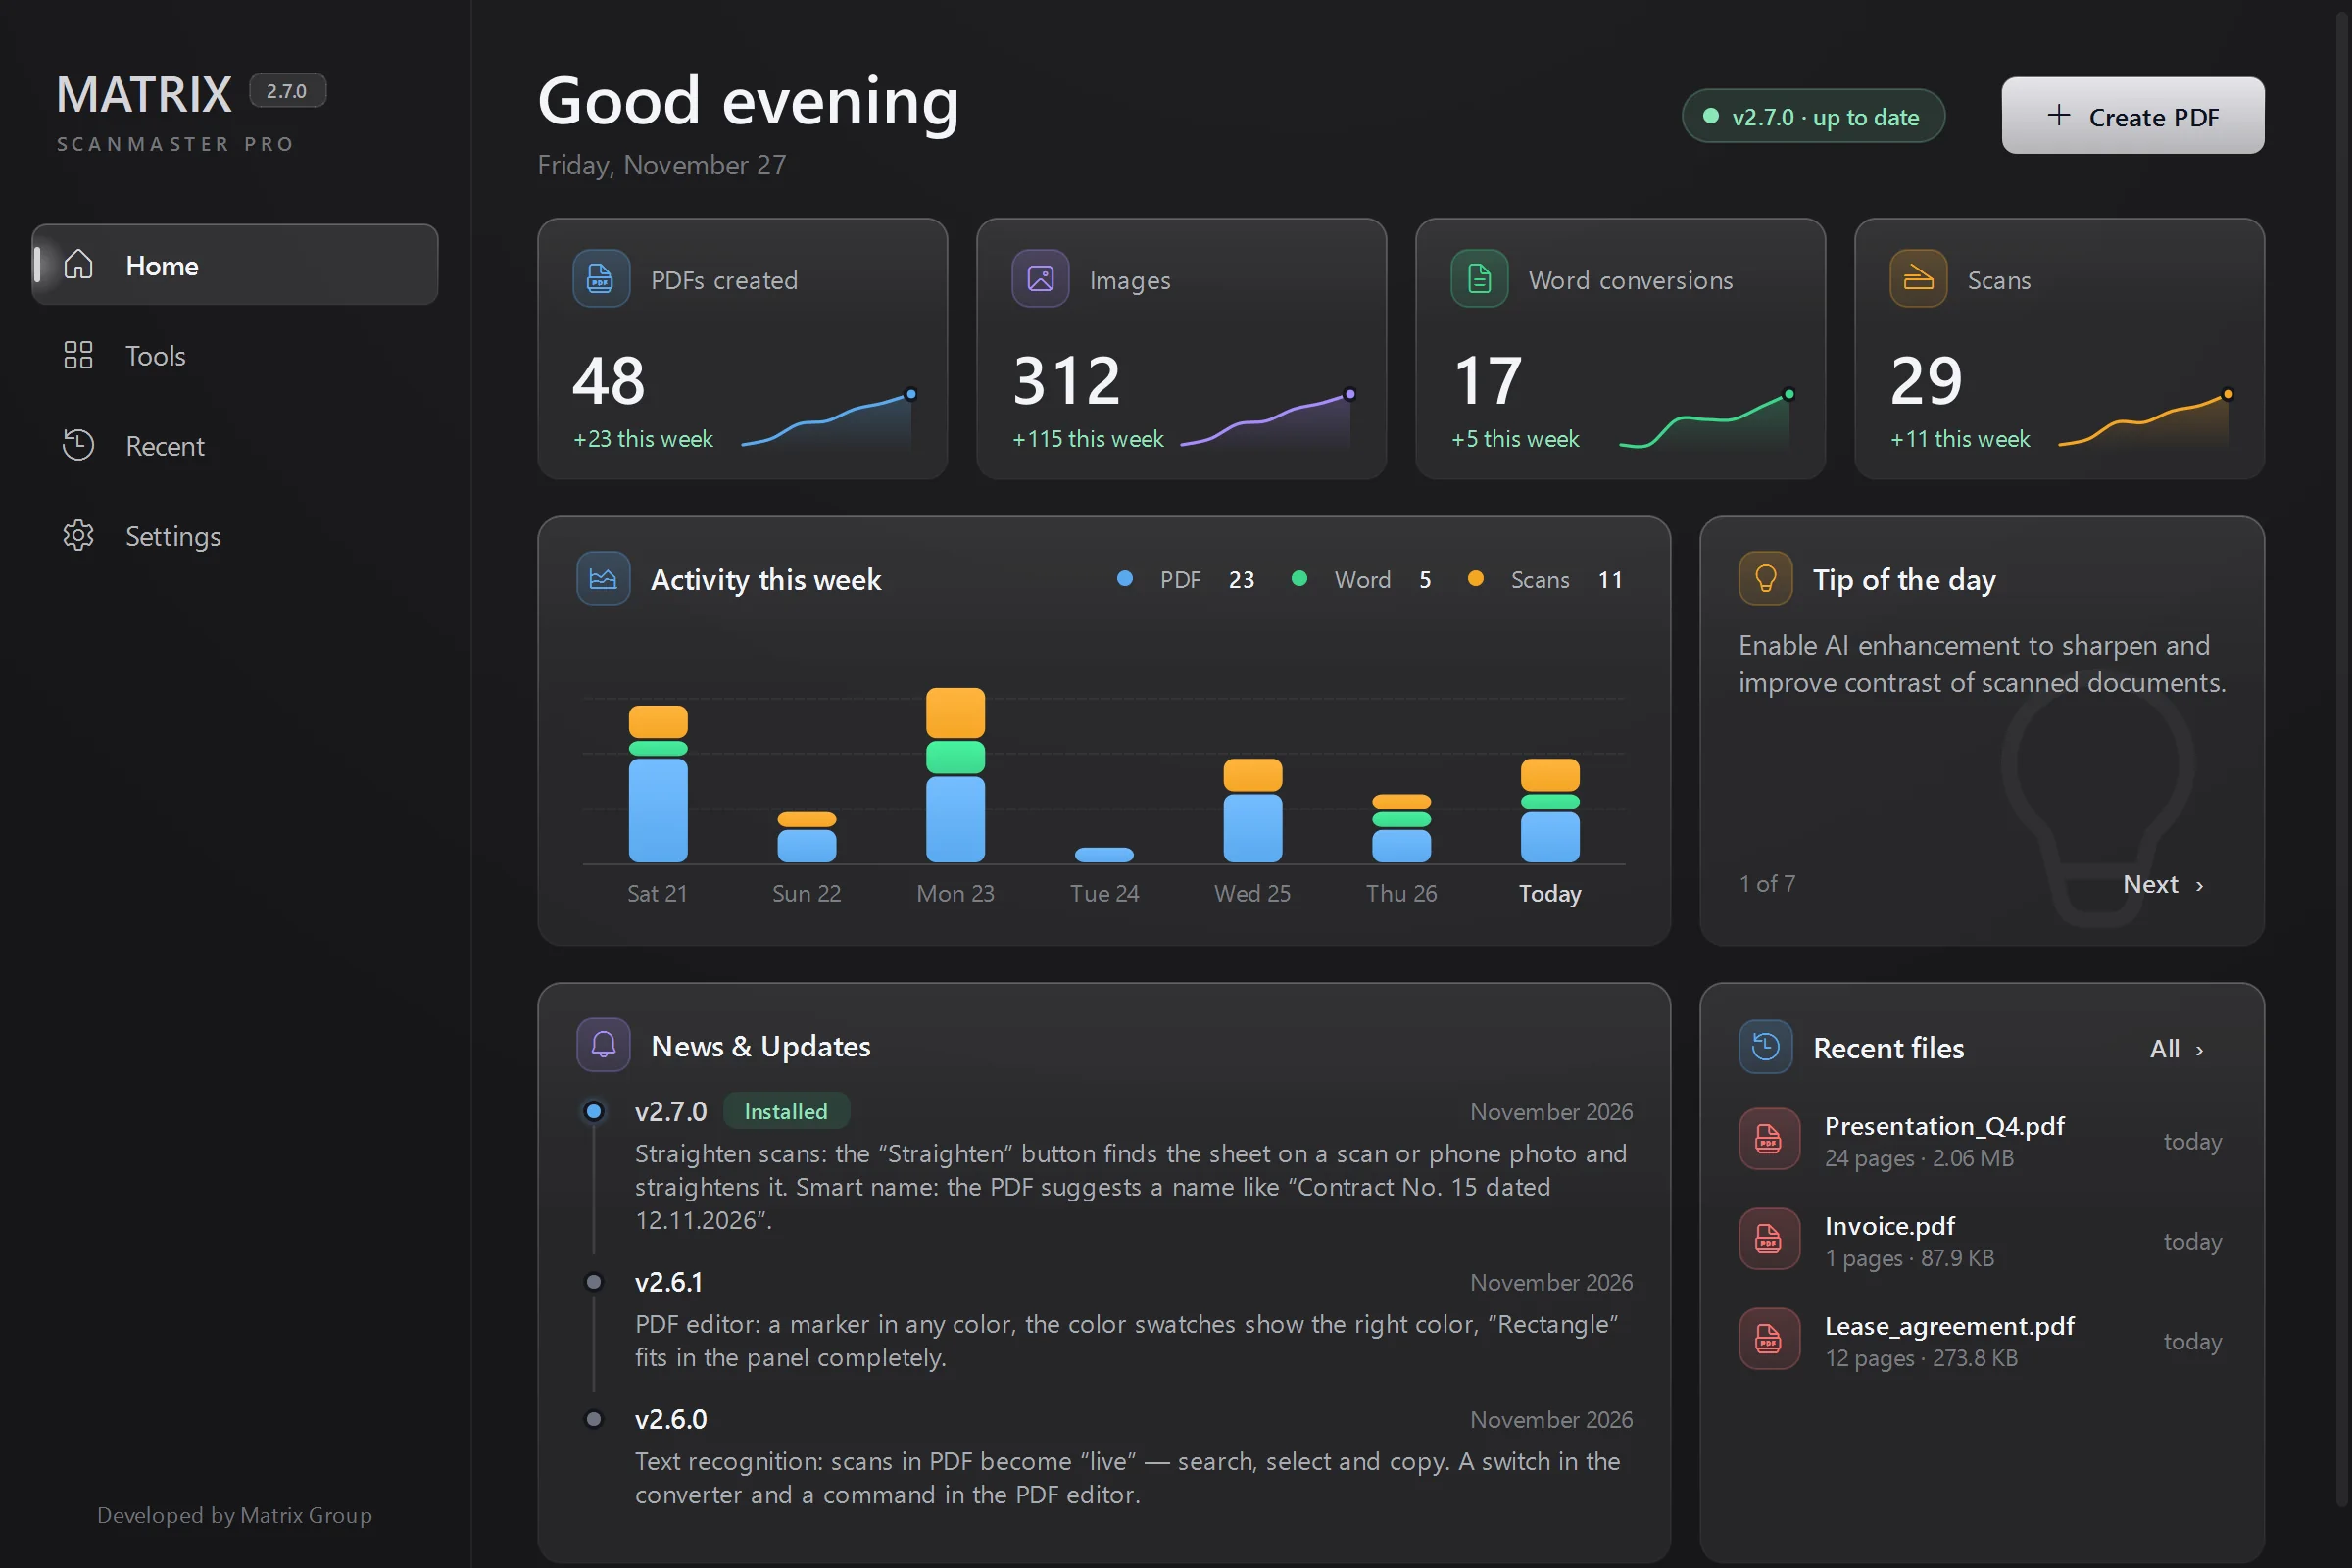 MATRIX 2.7.0
SCANMASTER PRO
Home
Tools
Recent
Settings
Developed by Matrix Group
Good evening
Friday, November 27
v2.7.0 · up to date
Create PDF
PDFs created
48
+23 this week
Images
312
+115 this week
Word conversions
17
+5 this week
Scans
29
+11 this week
Activity this week
PDF 23 Word 5 Scans 11
Sat 21 Sun 22 Mon 23 Tue 24 Wed 25 Thu 26 Today
Tip of the day
Enable AI enhancement to sharpen and
improve contrast of scanned documents.
1 of 7
Next ›
News & Updates
v2.7.0 Installed November 2026
Straighten scans: the “Straighten” button finds the sheet on a scan or phone photo and
straightens it. Smart name: the PDF suggests a name like “Contract No. 15 dated
12.11.2026”.
v2.6.1 November 2026
PDF editor: a marker in any color, the color swatches show the right color, “Rectangle”
fits in the panel completely.
v2.6.0 November 2026
Text recognition: scans in PDF become “live” — search, select and copy. A switch in the
converter and a command in the PDF editor.
Recent files All ›
PDF
Presentation_Q4.pdf
24 pages · 2.06 MB
today
PDF
Invoice.pdf
1 pages · 87.9 KB
today
PDF
Lease_agreement.pdf
12 pages · 273.8 KB
today